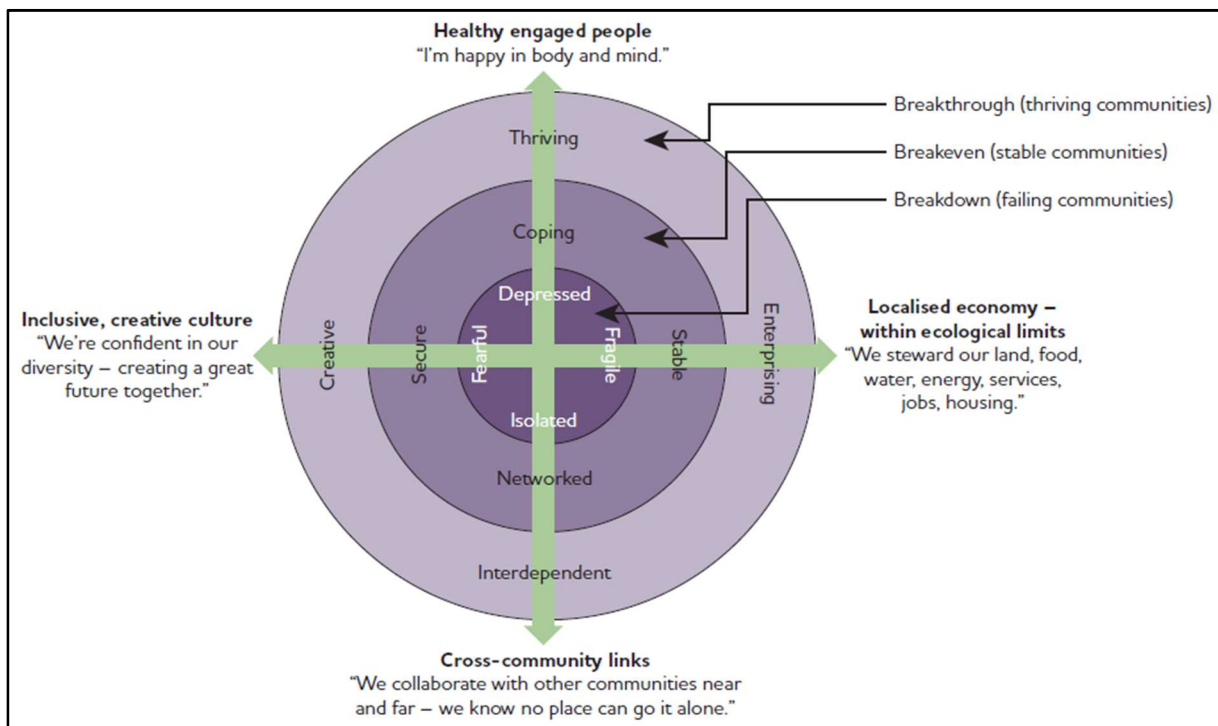 Healthy engaged people
“I’m happy in body and mind.”
Breakthrough (thriving communities)
Thriving
Breakeven (stable communities)
Breakdown (failing communities)
Coping
Depressed
Inclusive, creative culture
“We’re confident in our
diversity – creating a great
future together.”
Creative
Secure
Fearful
Fragile
Stable
Enterprising
Localised economy –
within ecological limits
“We steward our land, food,
water, energy, services,
jobs, housing.”
Isolated
Networked
Interdependent
Cross-community links
“We collaborate with other communities near
and far – we know no place can go it alone.”